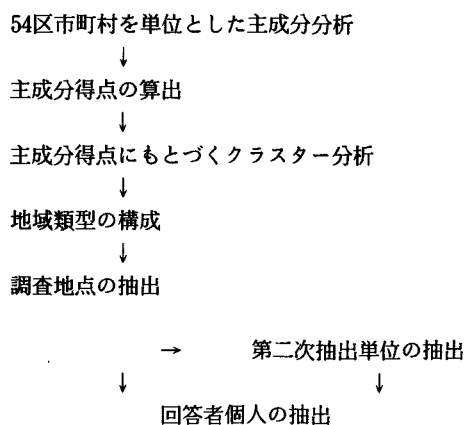 54区市町村を単位とした主成分分析
↓
主成分得点の算出
↓
主成分得点にもとづくクラスター分析
↓
地域類型の構成
↓
調査地点の抽出
→ 第二次抽出単位の抽出
↓ ↓
回答者個人の抽出